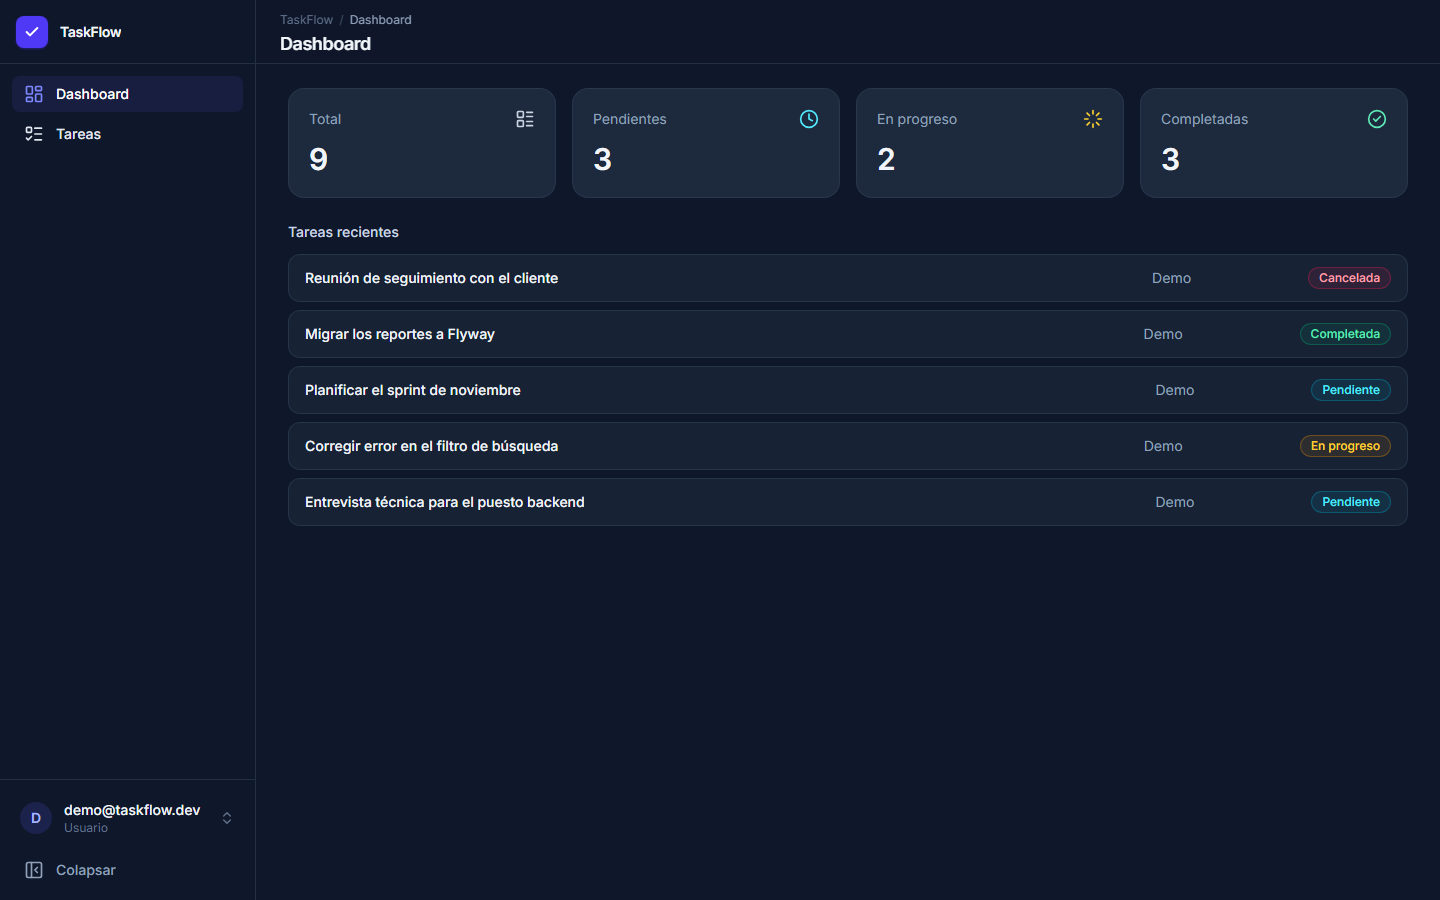 TaskFlow
Dashboard
Tareas
TaskFlow / Dashboard
Dashboard
Total
9
Pendientes
3
En progreso
2
Completadas
3
Tareas recientes
Reunión de seguimiento con el cliente Demo Cancelada
Migrar los reportes a Flyway Demo Completada
Planificar el sprint de noviembre Demo Pendiente
Corregir error en el filtro de búsqueda Demo En progreso
Entrevista técnica para el puesto backend Demo Pendiente
D
demo@taskflow.dev
Usuario
Colapsar